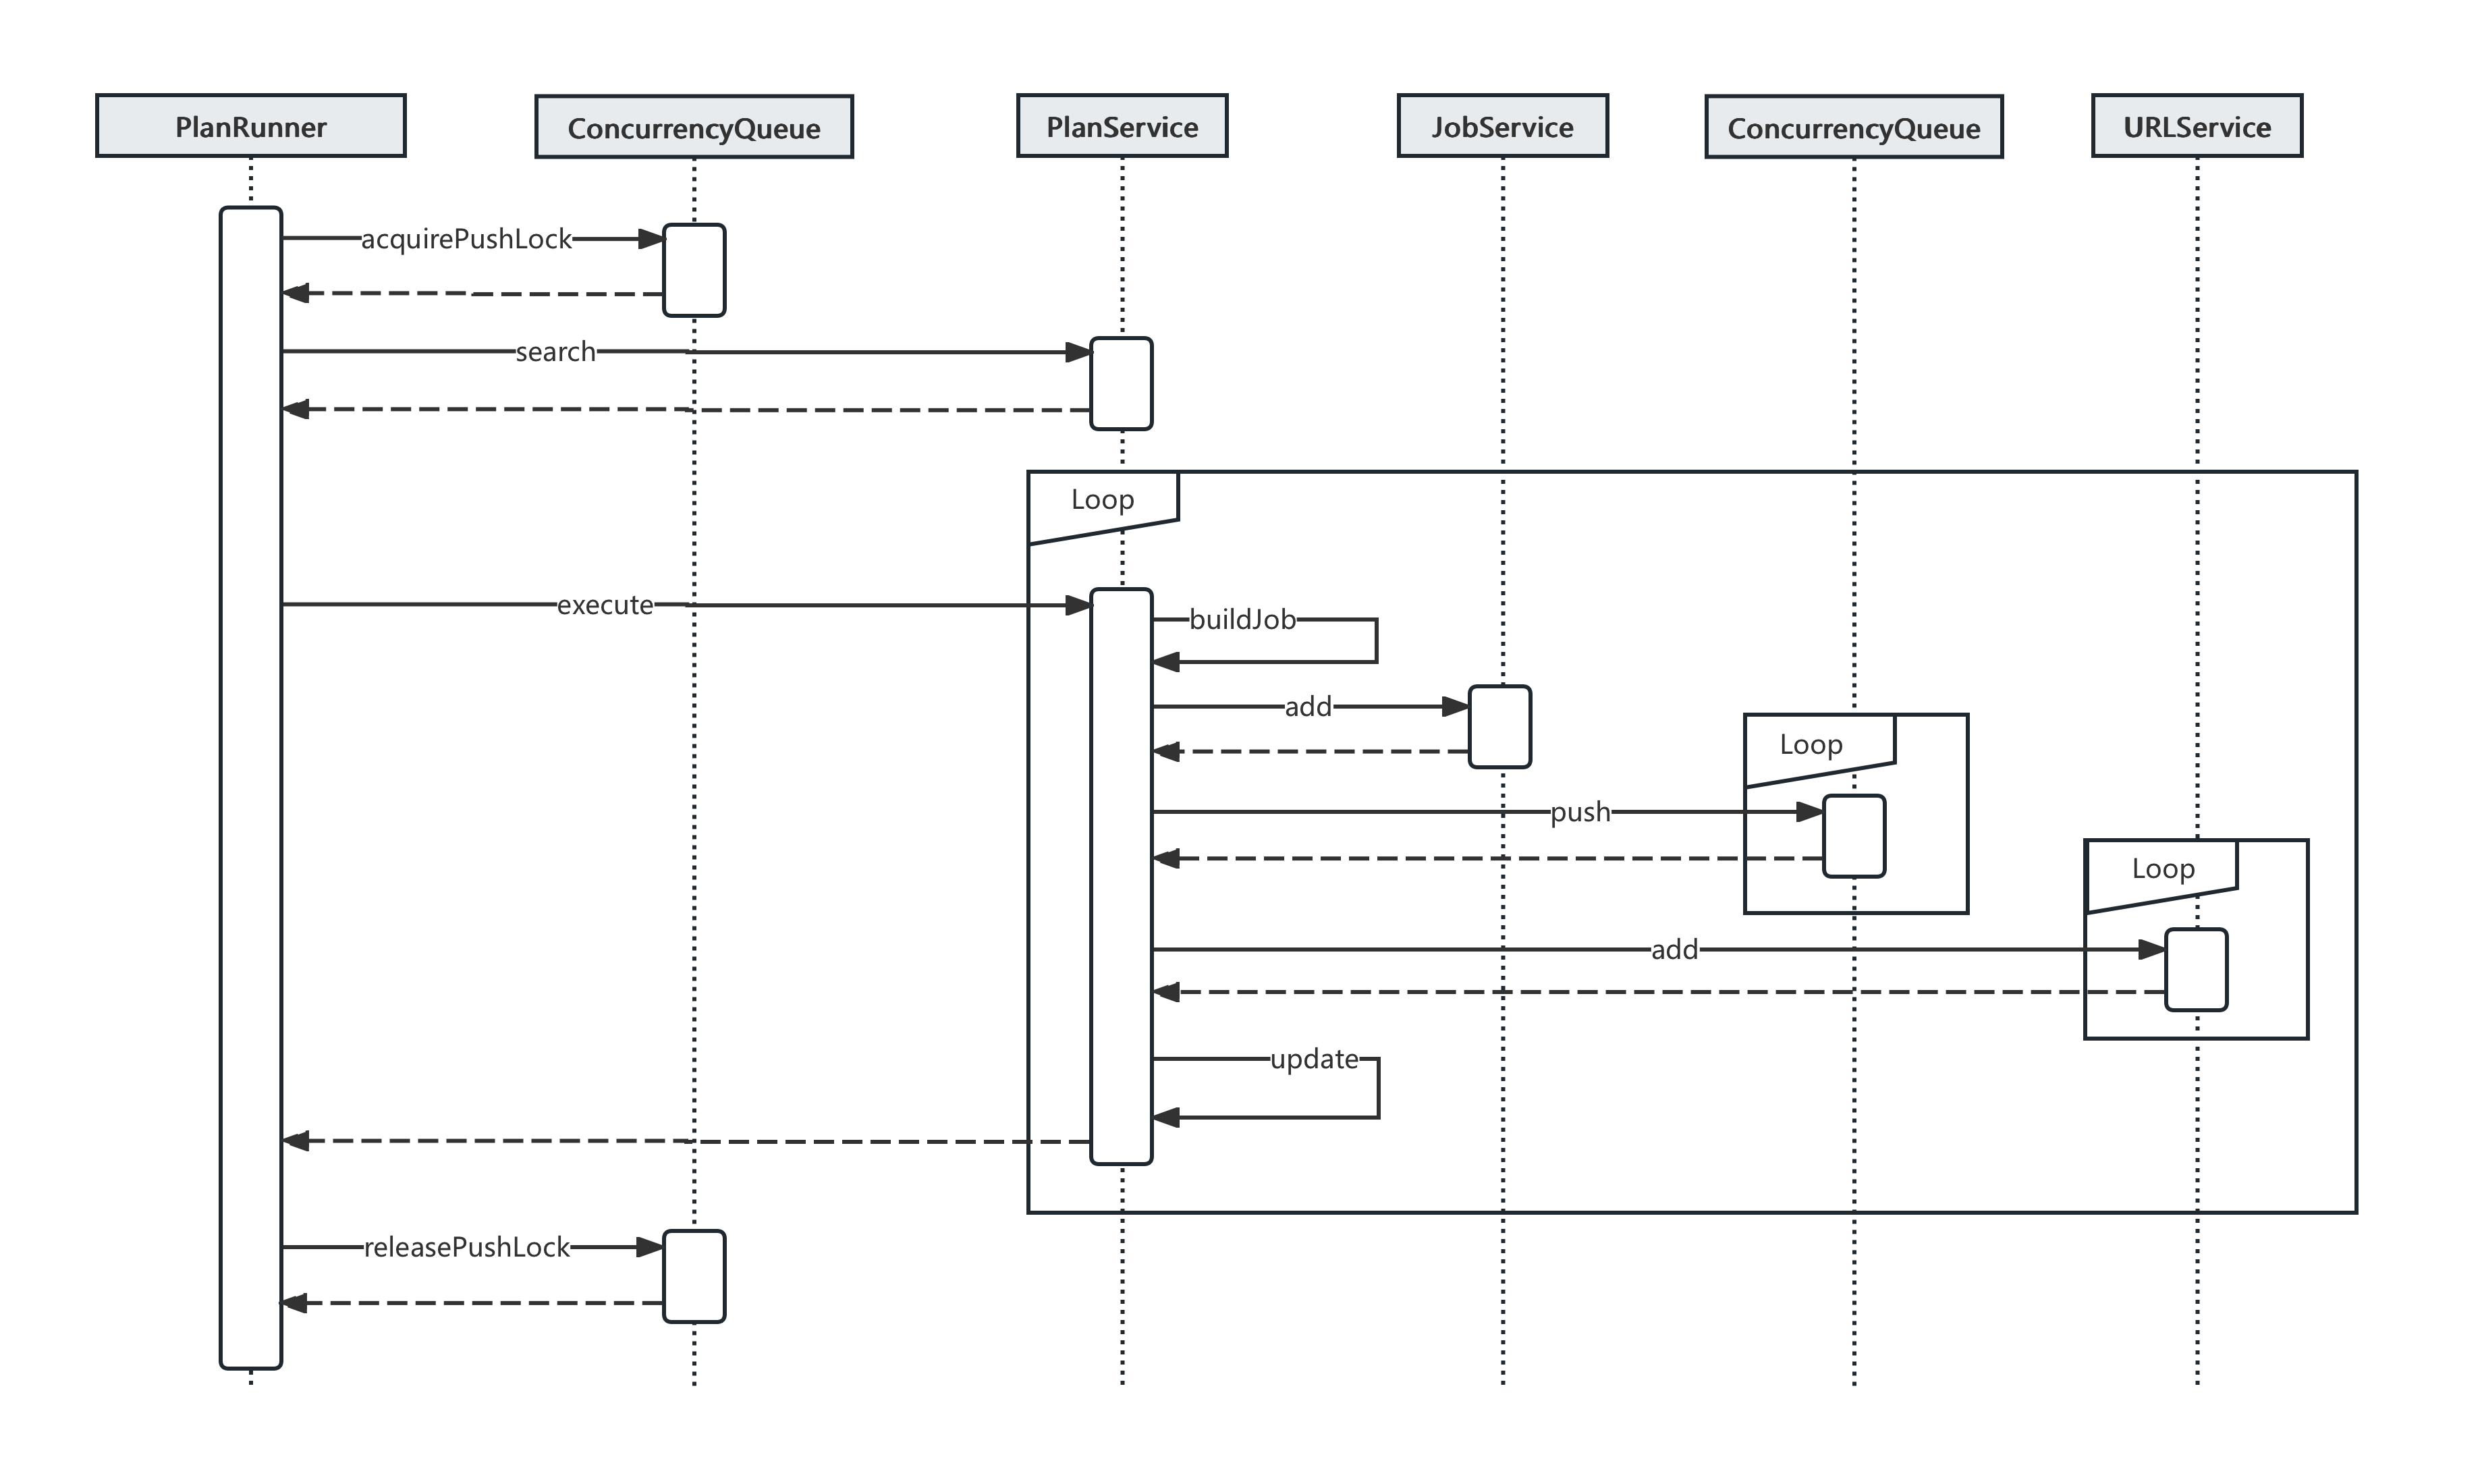 PlanRunner
ConcurrencyQueue
PlanService
JobService
ConcurrencyQueue
URLService
acquirePushLock
search
Loop
execute
buildJob
add
Loop
push
Loop
add
update
releasePushLock